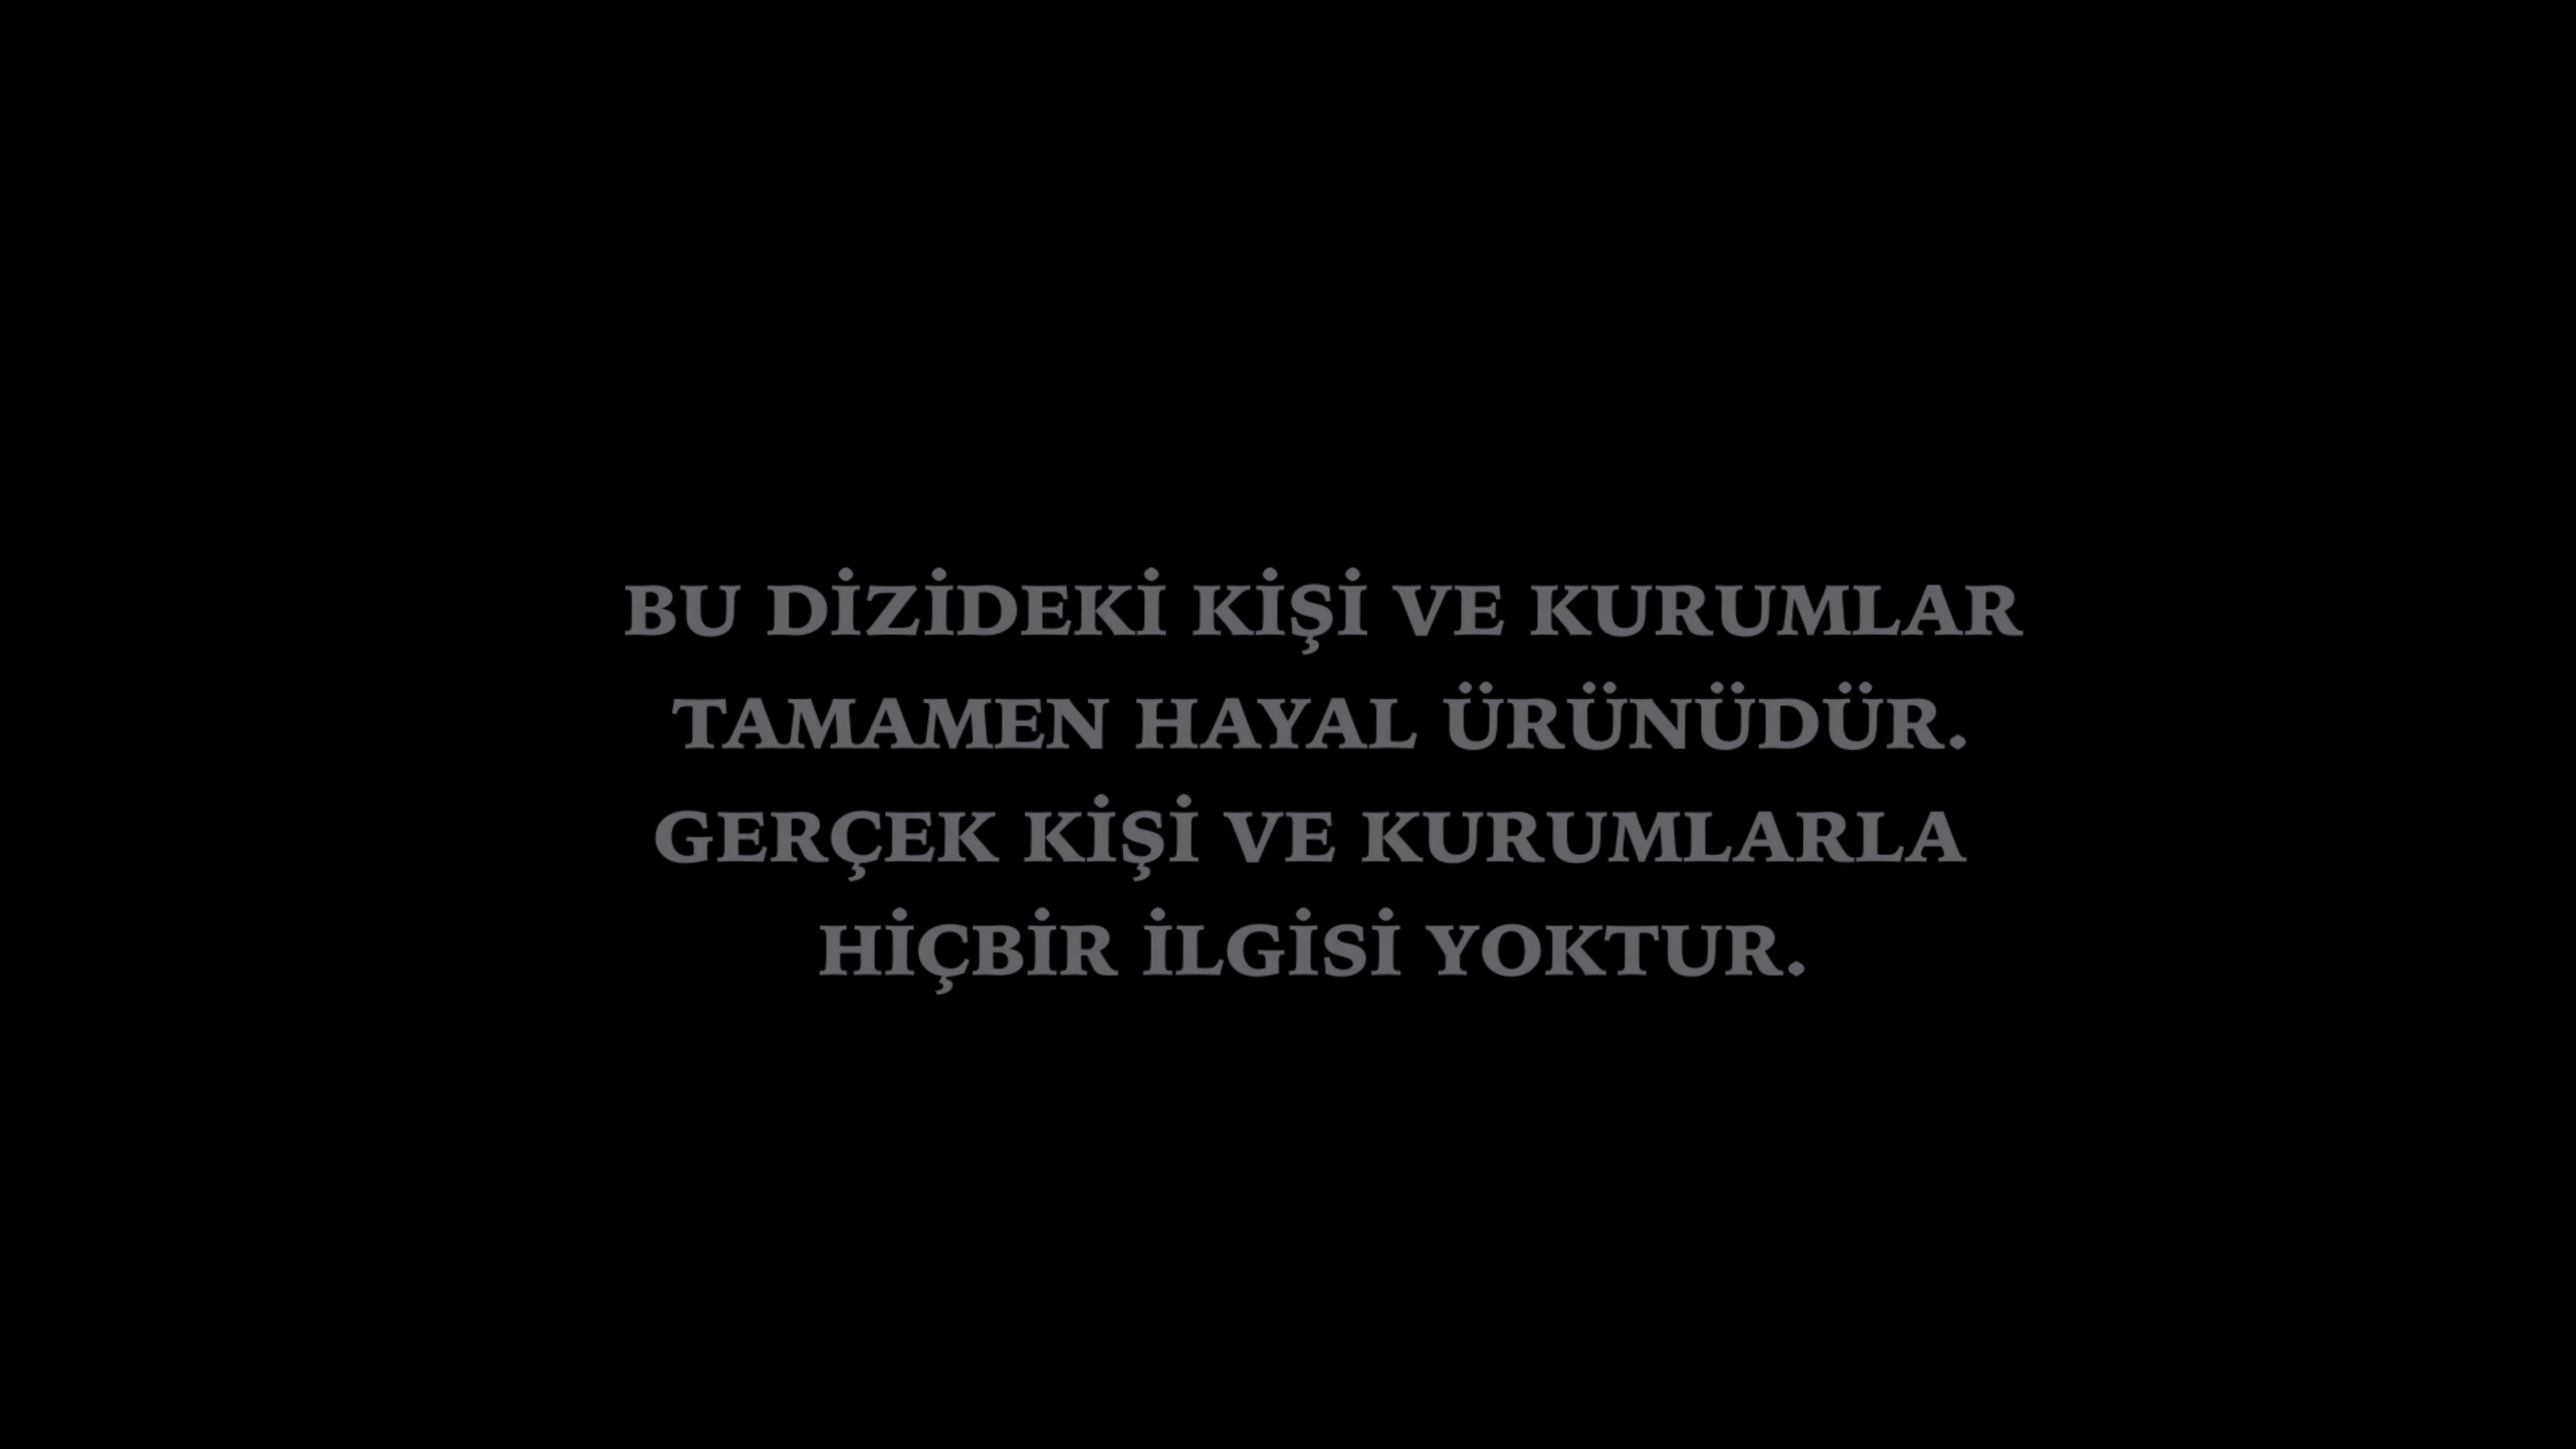 BU DİZİDEKİ KİŞİ VE KURUMLAR
TAMAMEN HAYAL ÜRÜNÜDÜR.
GERÇEK KİŞİ VE KURUMLARLA
HİÇBİR İLGİSİ YOKTUR.